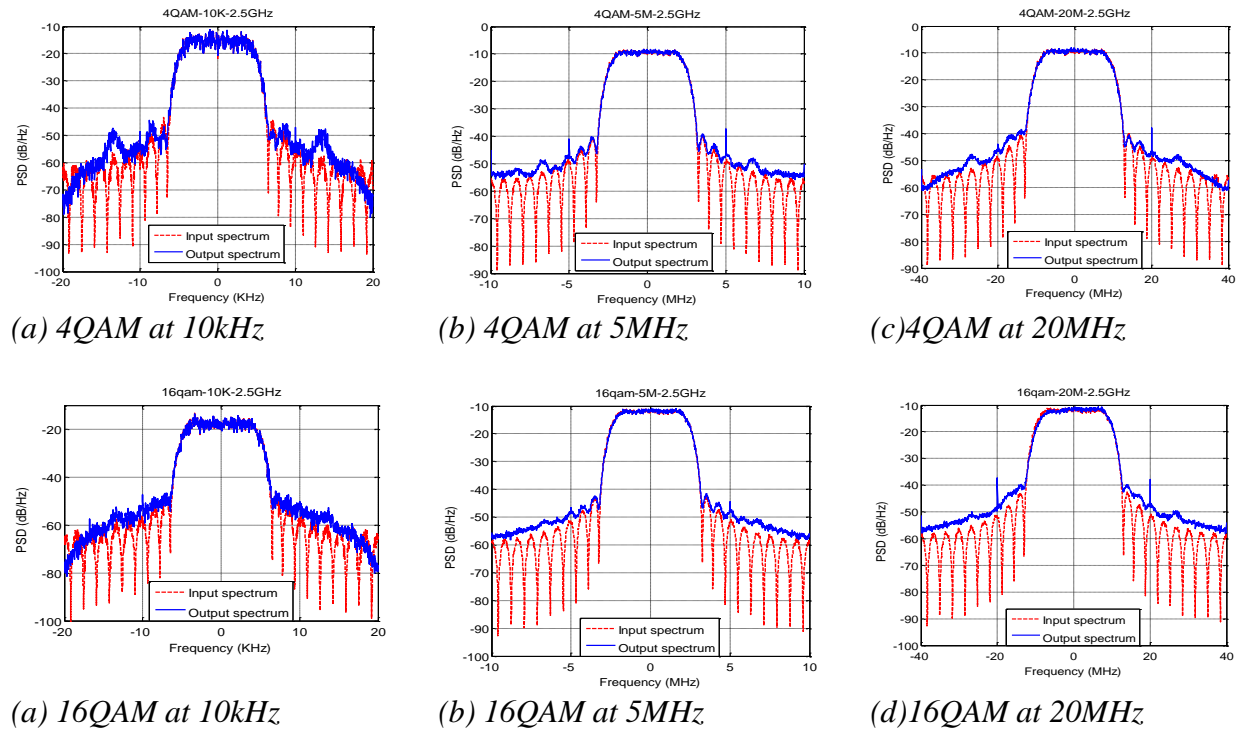 4QAM-10K-2.5GHz
-10
-20
-30
-40
-50
-60
-70
-80
-90
-100
PSD (dB/Hz)
Input spectrum
Output spectrum
-20 -10 0 10 20
Frequency (KHz)
(a) 4QAM at 10kHz
4QAM-5M-2.5GHz
0
-10
-20
-30
-40
-50
-60
-70
-80
-90
PSD (dB/Hz)
Input spectrum
Output spectrum
-10 -5 0 5 10
Frequency (MHz)
(b) 4QAM at 5MHz
4QAM-20M-2.5GHz
0
-10
-20
-30
-40
-50
-60
-70
-80
-90
PSD (dB/Hz)
Input spectrum
Output spectrum
-40 -20 0 20 40
Frequency (MHz)
(c)4QAM at 20MHz
16qam-10K-2.5GHz
-20
-40
-60
-80
-100
PSD (dB/Hz)
Input spectrum
Output spectrum
-20 -10 0 10 20
Frequency (KHz)
(a) 16QAM at 10kHz
16qam-5M-2.5GHz
-10
-20
-30
-40
-50
-60
-70
-80
-90
-100
PSD (dB/Hz)
Input spectrum
Output spectrum
-10 -5 0 5 10
Frequency (MHz)
(b) 16QAM at 5MHz
16qam-20M-2.5GHz
-10
-20
-30
-40
-50
-60
-70
-80
-90
-100
PSD (dB/Hz)
Input spectrum
Output spectrum
-40 -20 0 20 40
Frequency (MHz)
(d)16QAM at 20MHz